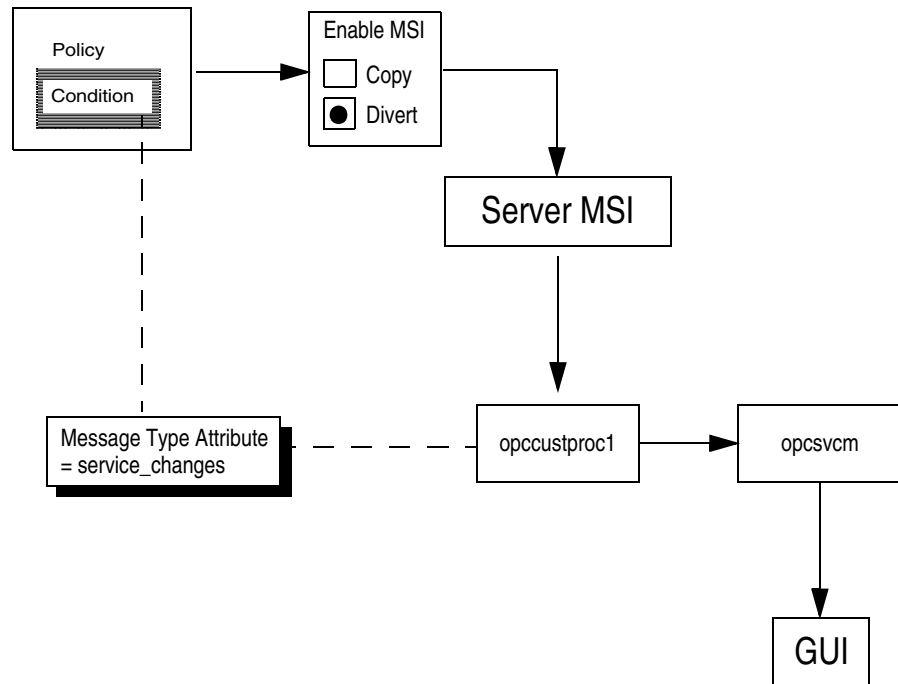 Policy
Condition
Enable MSI
Copy
Divert
Server MSI
Message Type Attribute
= service_changes
opccustproc1
opcsvcm
GUI